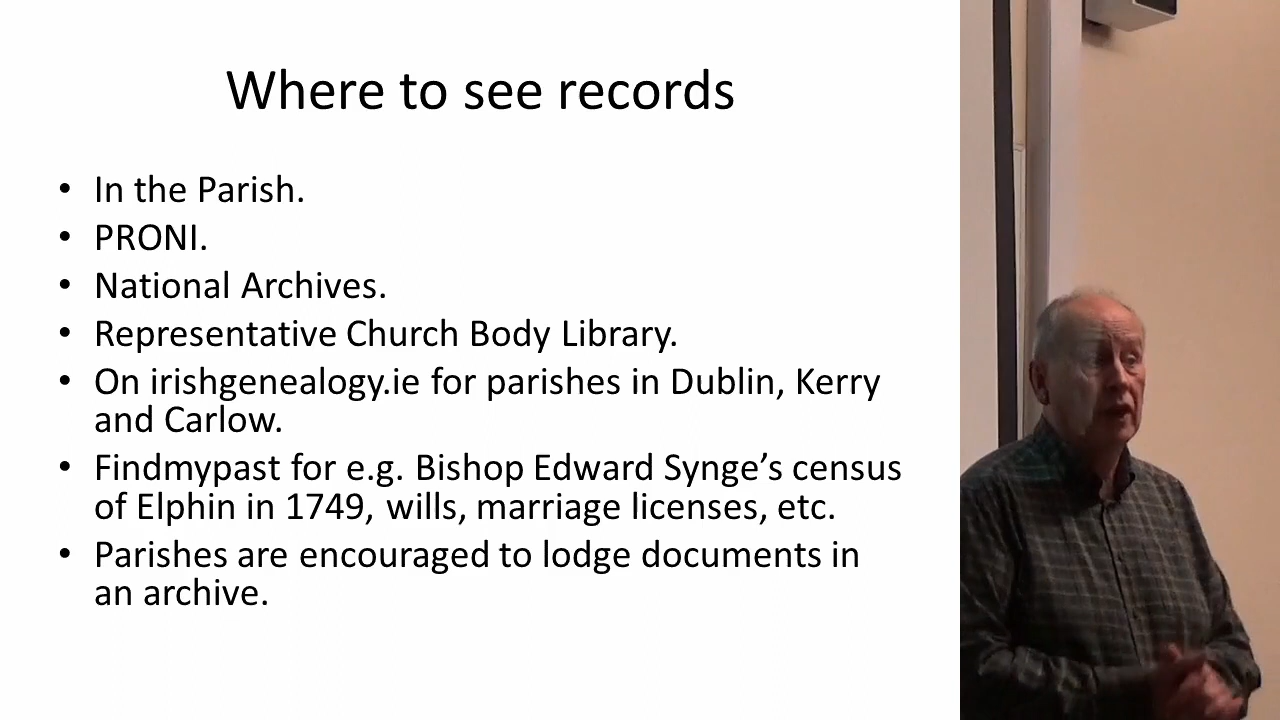 Where to see records
• In the Parish.
• PRONI.
• National Archives.
• Representative Church Body Library.
• On irishgenealogy.ie for parishes in Dublin, Kerry
and Carlow.
• Findmypast for e.g. Bishop Edward Synge’s census
of Elphin in 1749, wills, marriage licenses, etc.
• Parishes are encouraged to lodge documents in
an archive.